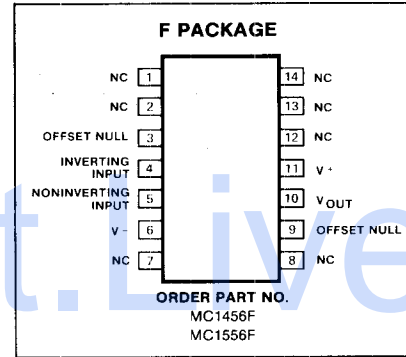 F PACKAGE
NC 1
14 NC
NC 2
13 NC
OFFSET NULL 3
12 NC
INVERTING
INPUT 4
11 V+
NONINVERTING
INPUT 5
10 VOUT
V- 6
9 OFFSET NULL
NC 7
8 NC
ORDER PART NO.
MC1456F
MC1556F
t.Live